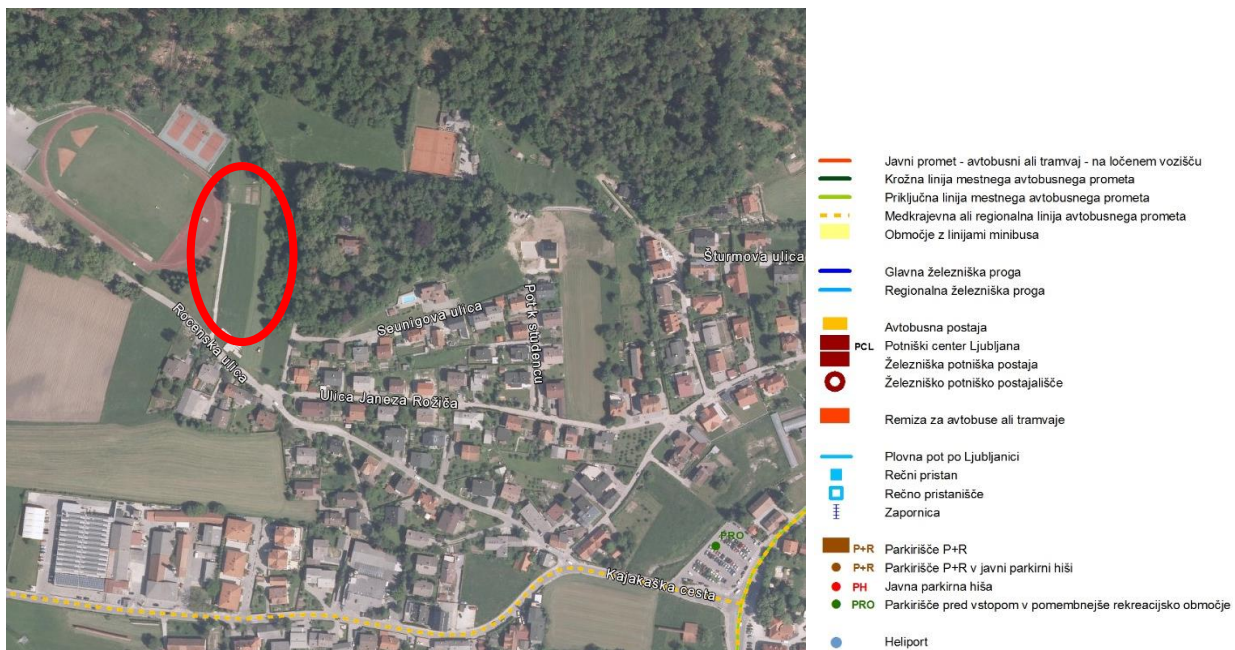 Šturmova ulica
Seunigova ulica
Pot k studencu
Rocenska ulica
Ulica Janeza Rožiča
PRO
Kajakaška cesta
Javni promet - avtobusni ali tramvaj - na ločenem vozišču
Krožna linija mestnega avtobusnega prometa
Priključna linija mestnega avtobusnega prometa
Medkrajevna ali regionalna linija avtobusnega prometa
Območje z linijami minibusa
Glavna železniška proga
Regionalna železniška proga
Avtobusna postaja
PCL Potniški center Ljubljana
Železniška potniška postaja
Železniško potniško postajališče
Remiza za avtobuse ali tramvaje
Plovna pot po Ljubljanici
Rečni pristan
Rečno pristanišče
Zapornica
P+R Parkirišče P+R
P+R Parkirišče P+R v javni parkirni hiši
PH Javna parkirna hiša
PRO Parkirišče pred vstopom v pomembnejše rekreacijsko območje
Heliport